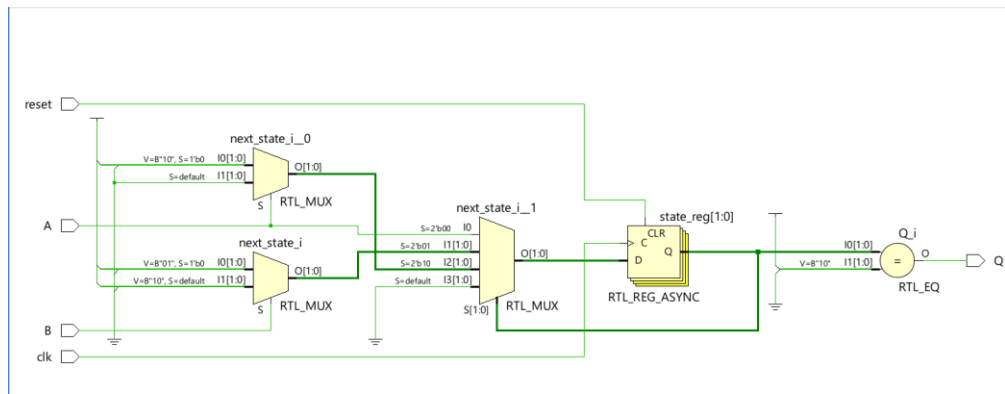 reset
next_state_i__0
V=B"10", S=1'b0 I0[1:0]
S=default I1[1:0]
O[1:0]
S
RTL_MUX
A
next_state_i
V=B"01", S=1'b0 I0[1:0]
V=B"10", S=default I1[1:0]
O[1:0]
S
RTL_MUX
B
clk
next_state_i__1
S=2'b00 I0
S=2'b01 I1[1:0]
S=2'b10 I2[1:0]
S=default I3[1:0]
O[1:0]
S[1:0]
RTL_MUX
state_reg[1:0]
CLR
C
D
Q
RTL_REG_ASYNC
Q_i
I0[1:0]
V=B"10" I1[1:0]
=
O
RTL_EQ
Q